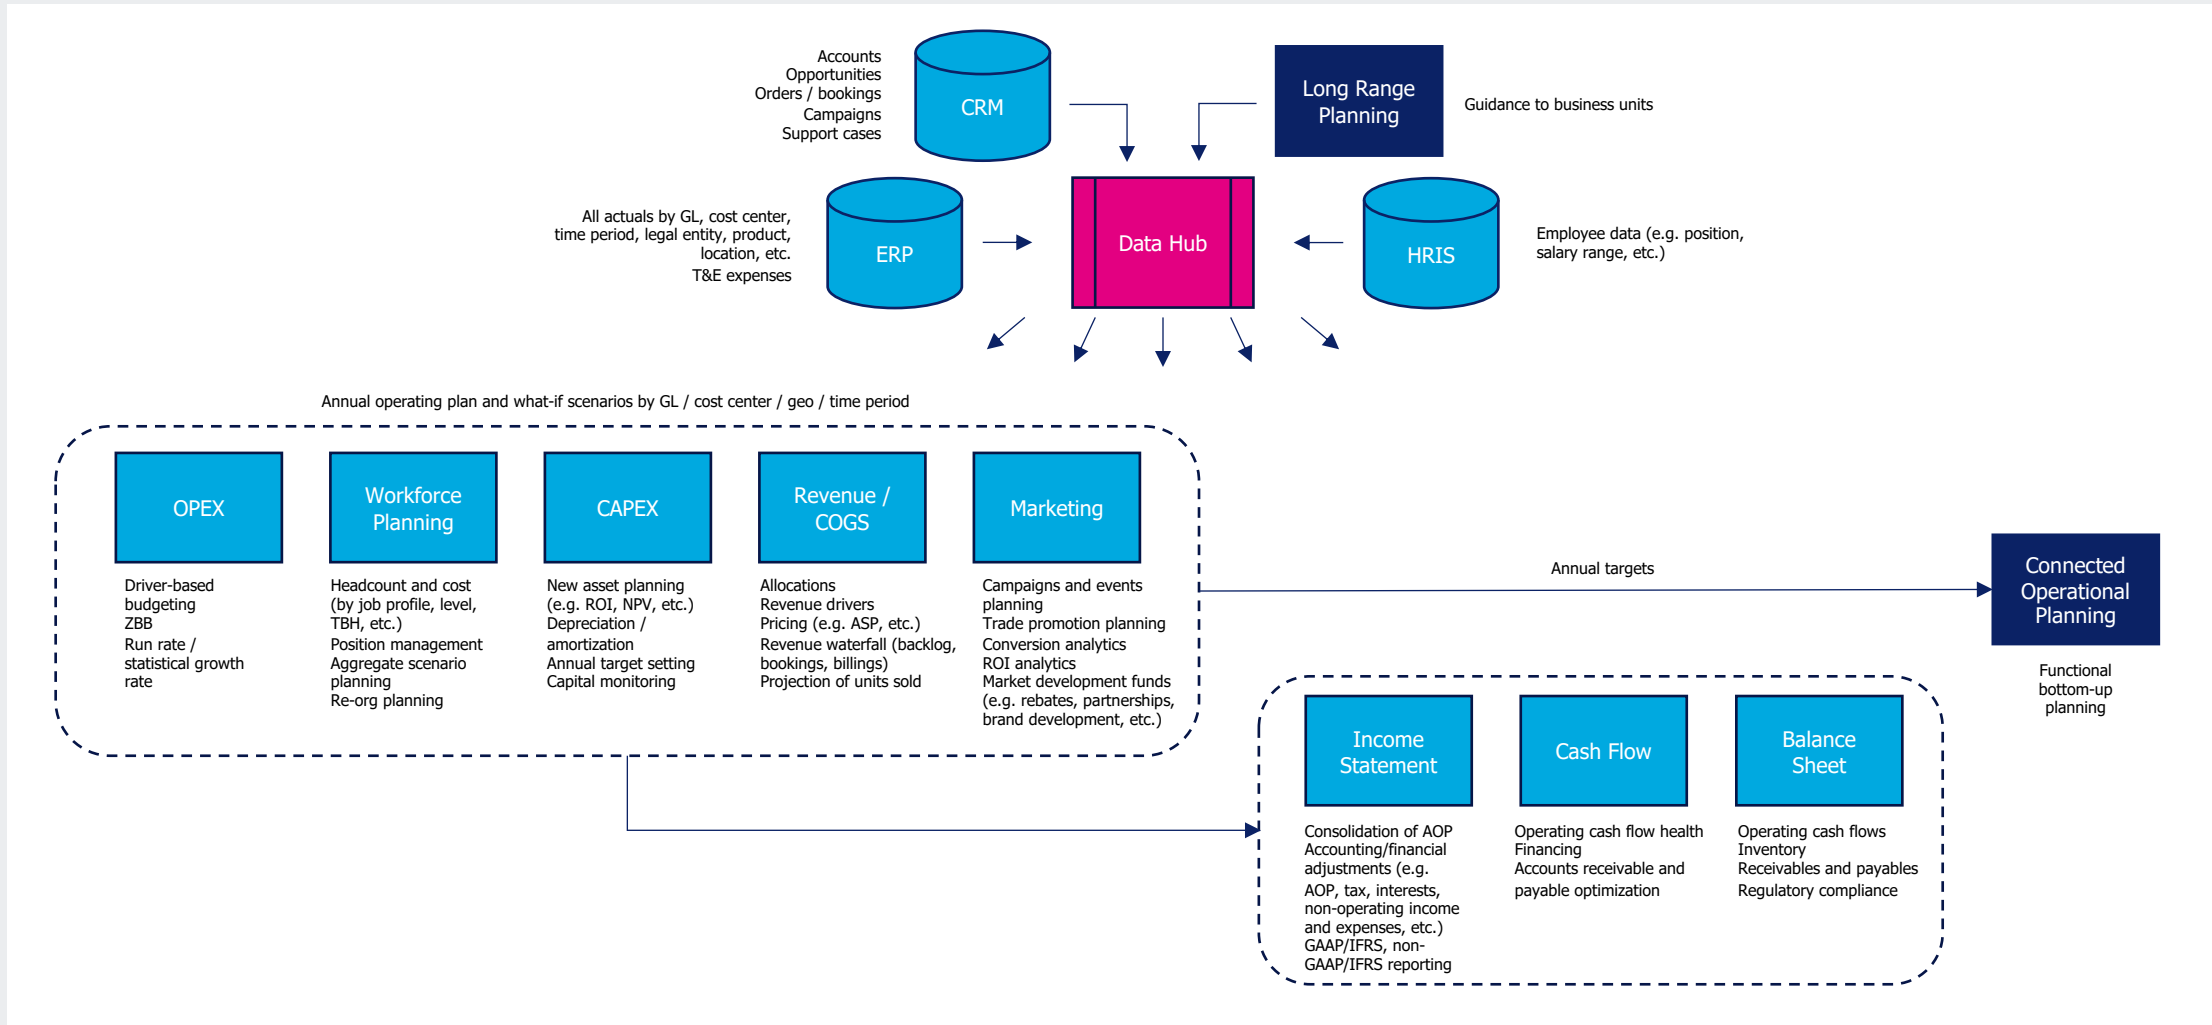 Accounts
Opportunities
Orders / bookings
Campaigns
Support cases
CRM
Long Range
Planning
Guidance to business units
All actuals by GL, cost center,
time period, legal entity, product,
location, etc.
T&E expenses
ERP
Data Hub
HRIS
Employee data (e.g. position,
salary range, etc.)
Annual operating plan and what-if scenarios by GL / cost center / geo / time period
OPEX
Driver-based
budgeting
ZBB
Run rate /
statistical growth
rate
Workforce
Planning
Headcount and cost
(by job profile, level,
TBH, etc.)
Position management
Aggregate scenario
planning
Re-org planning
CAPEX
New asset planning
(e.g. ROI, NPV, etc.)
Depreciation /
amortization
Annual target setting
Capital monitoring
Revenue /
COGS
Allocations
Revenue drivers
Pricing (e.g. ASP, etc.)
Revenue waterfall (backlog,
bookings, billings)
Projection of units sold
Marketing
Campaigns and events
planning
Trade promotion planning
Conversion analytics
ROI analytics
Market development funds
(e.g. rebates, partnerships,
brand development, etc.)
Annual targets
Connected
Operational
Planning
Functional
bottom-up
planning
Income
Statement
Consolidation of AOP
Accounting/financial
adjustments (e.g.
AOP, tax, interests,
non-operating income
and expenses, etc.)
GAAP/IFRS, non-
GAAP/IFRS reporting
Cash Flow
Operating cash flow health
Financing
Accounts receivable and
payable optimization
Balance
Sheet
Operating cash flows
Inventory
Receivables and payables
Regulatory compliance